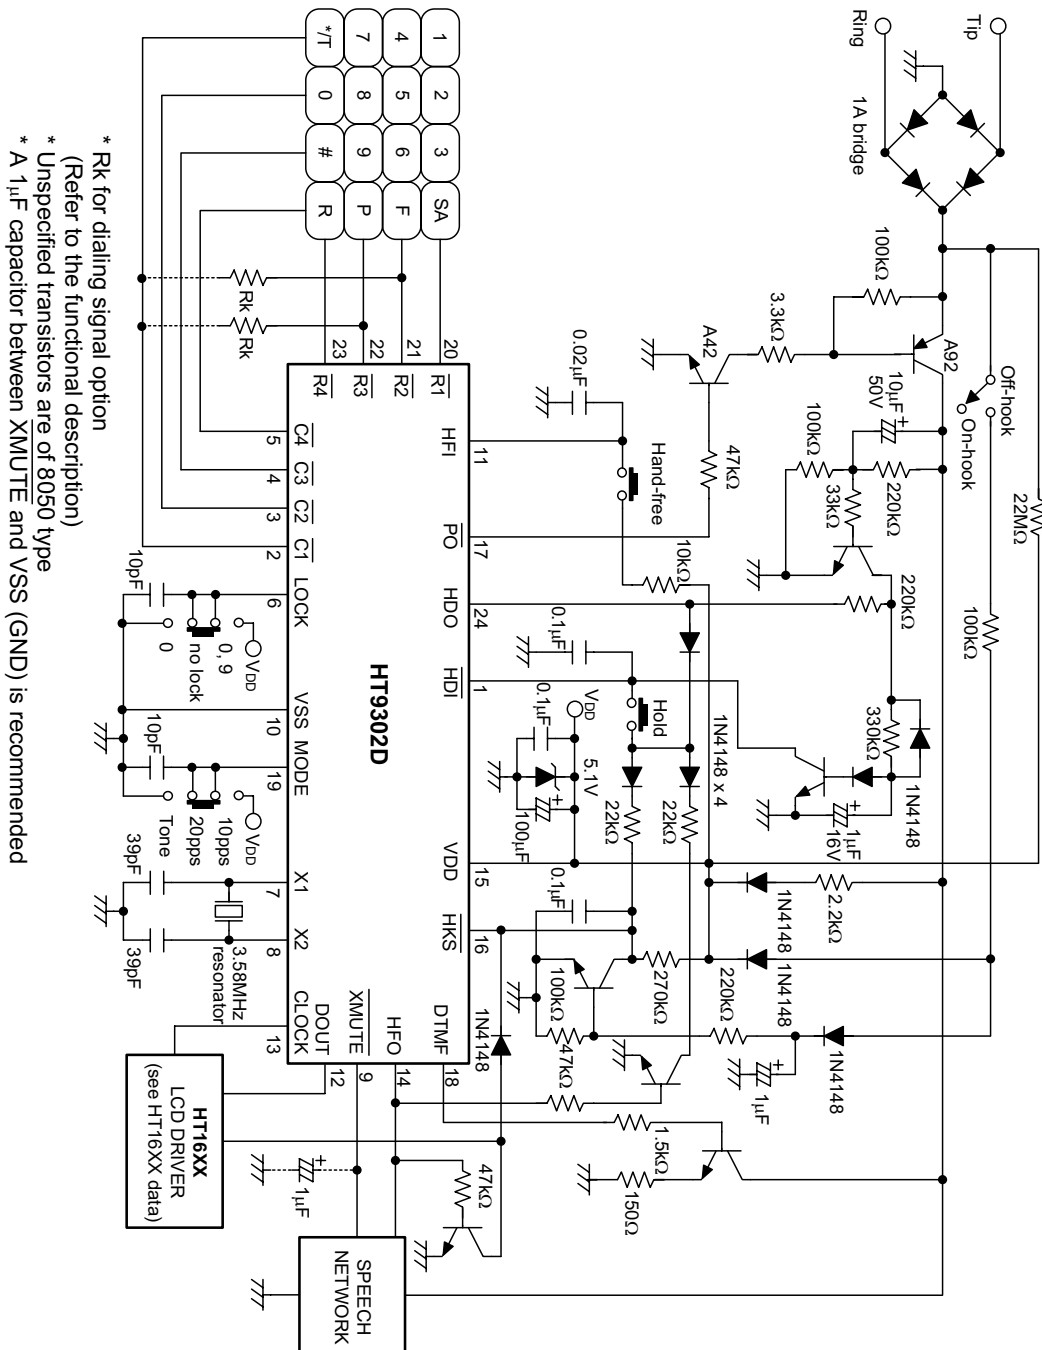 Tip
Ring
1A bridge
100kΩ
3.3kΩ
A42
A92
Off-hook
On-hook
10μF
50V
+
100kΩ
220kΩ
33kΩ
22MΩ
100kΩ
220kΩ
330kΩ
1N4148
1μF
16V
+
47kΩ
Hand-free
0.02μF
10kΩ
0.1μF
Hold
1N4148 x 4
22kΩ
22kΩ
VDD
0.1μF
5.1V
+
100μF
0.1μF
2.2kΩ
1N4148
1N4148
1N4148
270kΩ
220kΩ
100kΩ
47kΩ
+
1μF
1N4148
1.5kΩ
150Ω
47kΩ
1 2 3 SA
4 5 6 F
7 8 9 P
*/T 0 # R
Rk
Rk
20 21 22 23
R1
R2
R3
R4
HFI
11
PO
17
HDO
24
HDI
1
VDD
15
HKS
16
DTMF
18
HFO
14
XMUTE
9
DOUT
12
CLOCK
13
HT9302D
C4
5
C3
4
C2
3
C1
2
LOCK
6
VSS
10
MODE
19
X1
7
X2
8
10pF
VDD
0, 9
no lock
0
10pF
VDD
10pps
20pps
Tone
39pF
39pF
3.58MHz
resonator
HT16XX
LCD DRIVER
(see HT16XX data)
+
1μF
SPEECH
NETWORK
* Rk for dialing signal option
(Refer to the functional description)
* Unspecified transistors are of 8050 type
* A 1μF capacitor between XMUTE and VSS (GND) is recommended